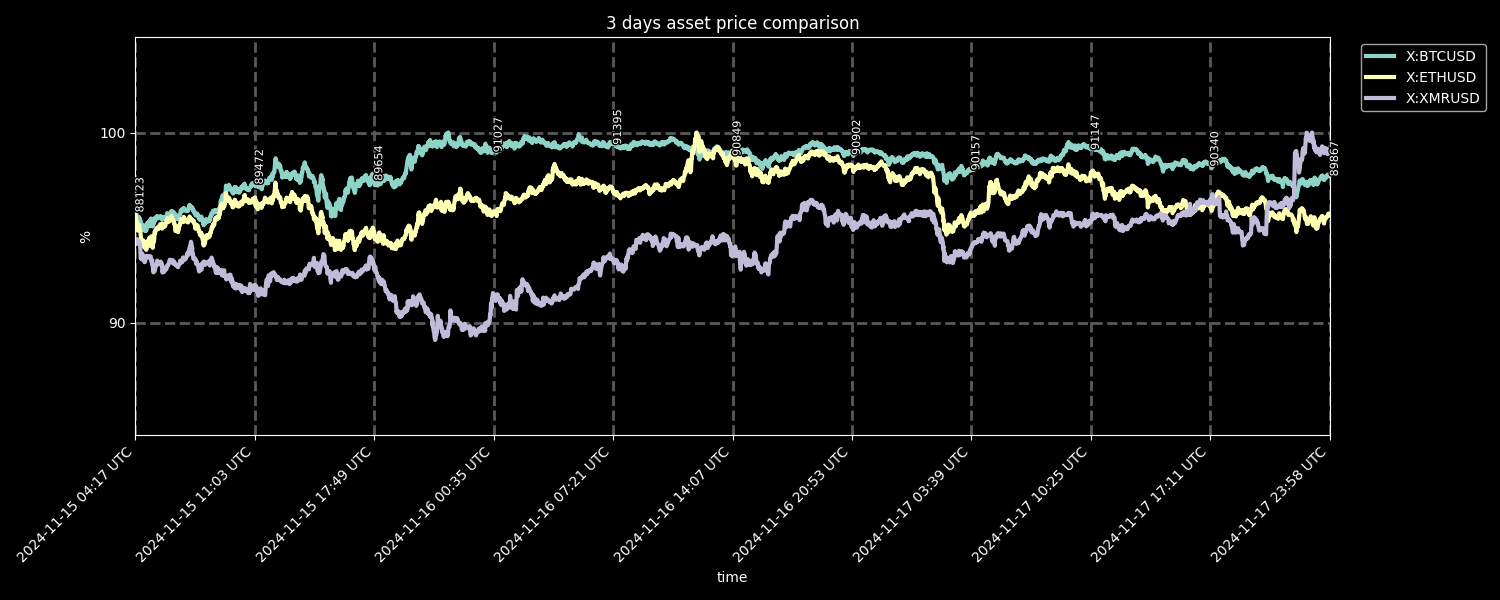 3 days asset price comparison
X:BTCUSD
X:ETHUSD
X:XMRUSD
%
100
90
88123
89472
89654
91027
91395
90849
90902
90157
91147
90340
89867
2024-11-15 04:17 UTC
2024-11-15 11:03 UTC
2024-11-15 17:49 UTC
2024-11-16 00:35 UTC
2024-11-16 07:21 UTC
2024-11-16 14:07 UTC
2024-11-16 20:53 UTC
2024-11-17 03:39 UTC
2024-11-17 10:25 UTC
2024-11-17 17:11 UTC
2024-11-17 23:58 UTC
time